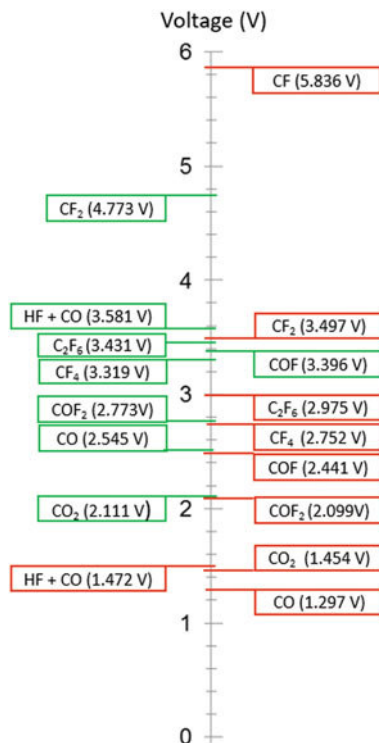 Voltage (V)
6
CF (5.836 V)
5
CF₂ (4.773 V)
4
HF + CO (3.581 V)
CF₂ (3.497 V)
C₂F₆ (3.431 V)
COF (3.396 V)
CF₄ (3.319 V)
3
C₂F₆ (2.975 V)
COF₂ (2.773V)
CF₄ (2.752 V)
CO (2.545 V)
COF (2.441 V)
CO₂ (2.111 V)
2
COF₂ (2.099V)
CO₂ (1.454 V)
HF + CO (1.472 V)
CO (1.297 V)
1
0